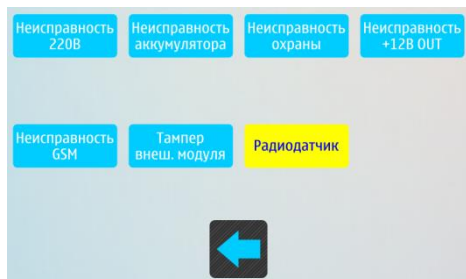 Неисправность
220В
Неисправность
аккумулятора
Неисправность
охраны
Неисправность
+12В OUT
Неисправность
GSM
Тампер
внеш. модуля
Радиодатчик